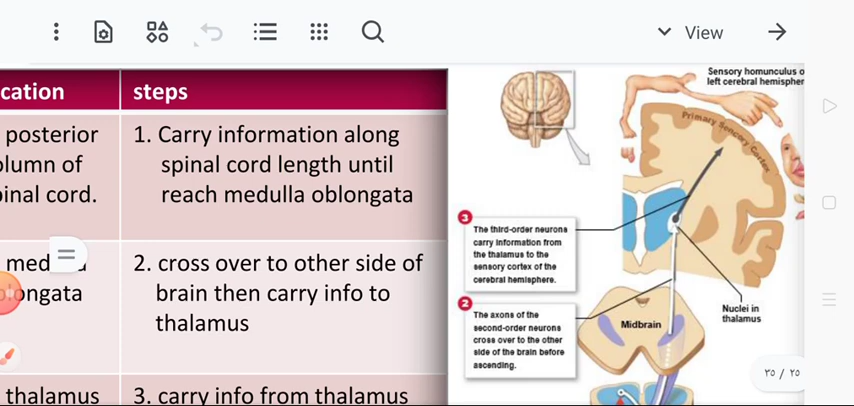 View
cation
steps
posterior
olumn of
inal cord.
1. Carry information along
spinal cord length until
reach medulla oblongata
med
ongata
2. cross over to other side of
brain then carry info to
thalamus
thalamus
3. carry info from thalamus
Sensory homunculus o
left cerebral hemispher
Primary Sensory Cortex
3
The third-order neurons
carry information from
the thalamus to the
sensory cortex of the
cerebral hemisphere.
2
The axons of the
second-order neurons
cross over to the other
side of the brain before
ascending.
Midbrain
Nuclei in
thalamus
٢٥ / ٢٥